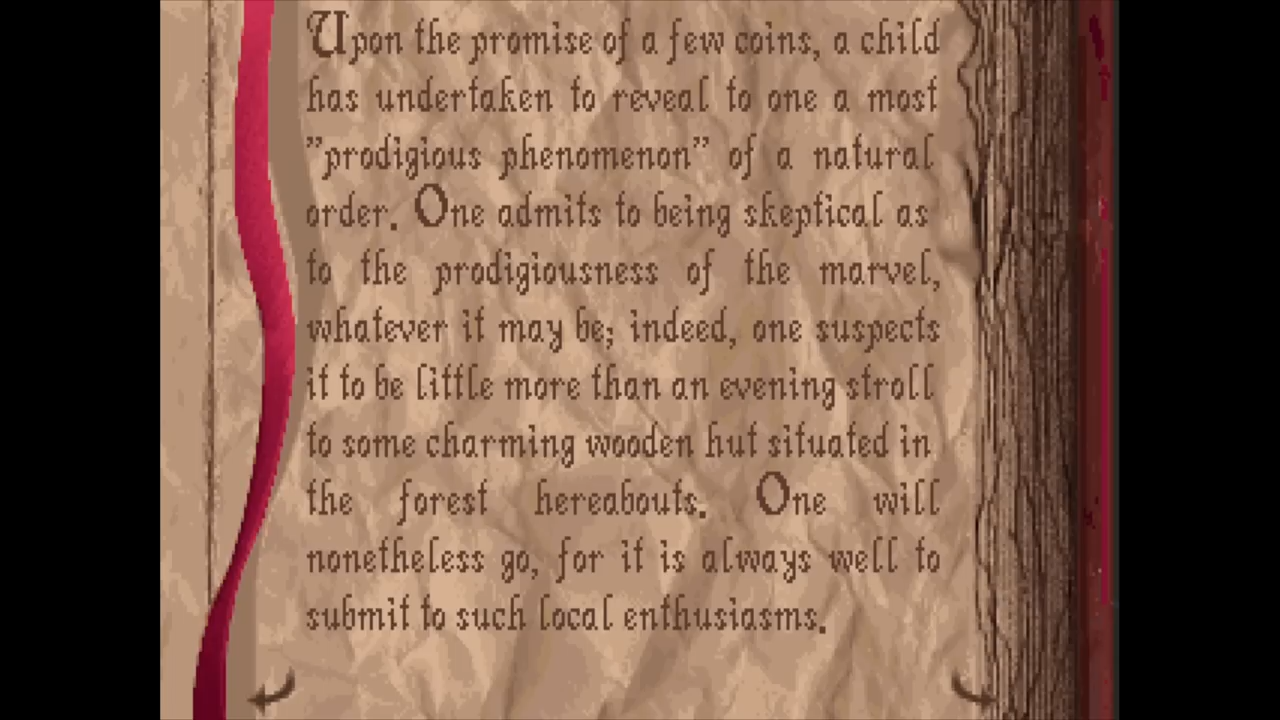 Upon the promise of a few coins, a child
has undertaken to reveal to one a most
"prodigious phenomenon" of a natural
order. One admits to being skeptical as
to the prodigiousness of the marvel,
whatever it may be; indeed, one suspects
it to be little more than an evening stroll
to some charming wooden hut situated in
the forest hereabouts. One will
nonetheless go, for it is always well to
submit to such local enthusiasms.